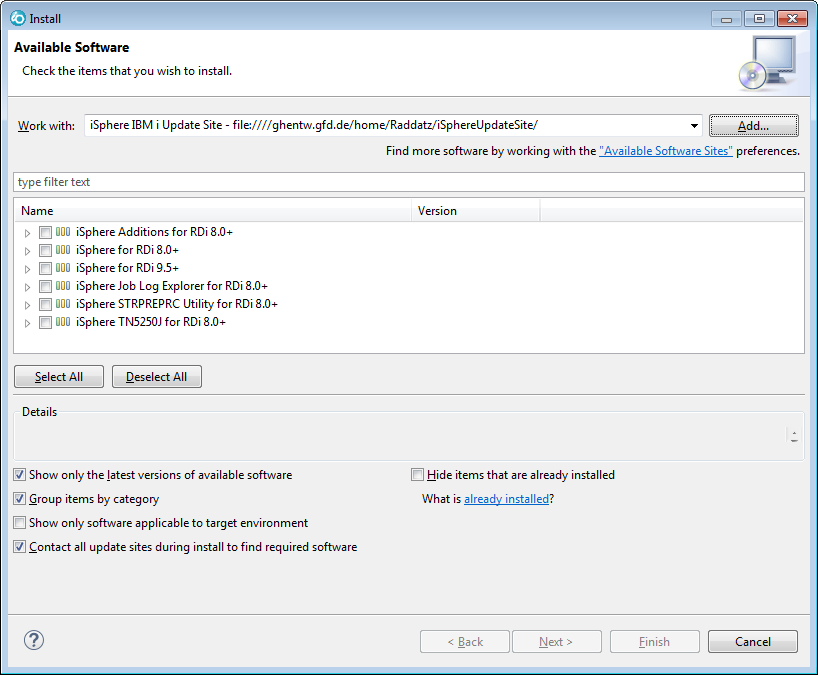 Install
Available Software
Check the items that you wish to install.
Work with: iSphere IBM i Update Site - file:////ghentw.gfd.de/home/Raddatz/iSphereUpdateSite/ Add...
Find more software by working with the "Available Software Sites" preferences.
type filter text
Name Version
iSphere Additions for RDi 8.0+
iSphere for RDi 8.0+
iSphere for RDi 9.5+
iSphere Job Log Explorer for RDi 8.0+
iSphere STRPREPRC Utility for RDi 8.0+
iSphere TN5250J for RDi 8.0+
Select All Deselect All
Details
Show only the latest versions of available software Hide items that are already installed
Group items by category What is already installed?
Show only software applicable to target environment
Contact all update sites during install to find required software
? < Back Next > Finish Cancel